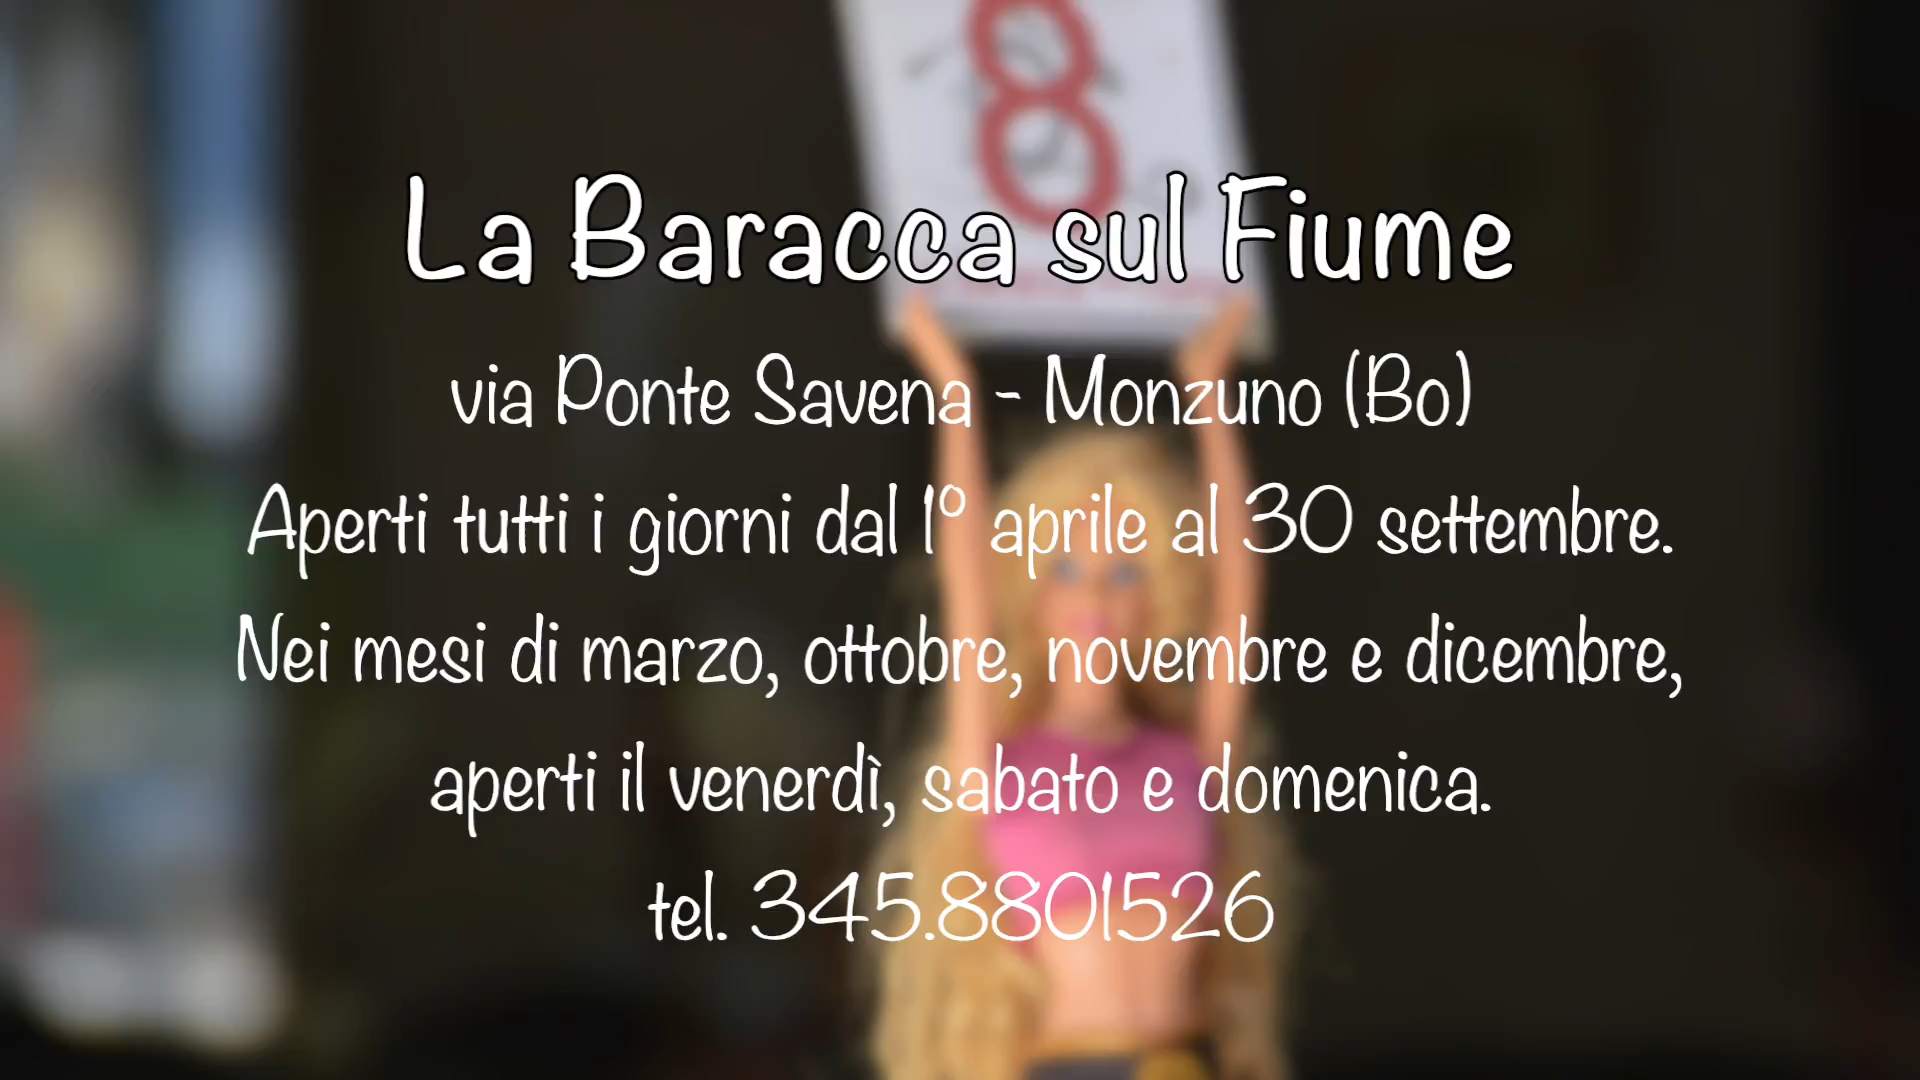 8
La Baracca sul Fiume
via Ponte Savena - Monzuno (Bo)
Aperti tutti i giorni dal 1° aprile al 30 settembre.
Nei mesi di marzo, ottobre, novembre e dicembre,
aperti il venerdì, sabato e domenica.
tel. 345.8801526